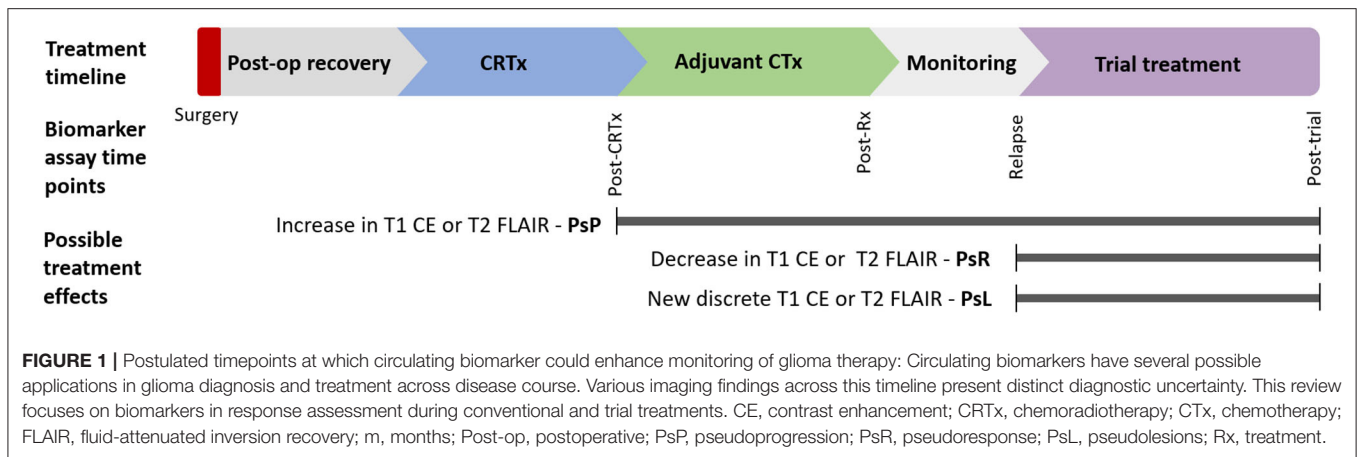 Treatment
timeline
Post-op recovery
CRTx
Adjuvant CTx
Monitoring
Trial treatment
Surgery
Biomarker
assay time
points
Post-CRTx
Post-Rx
Relapse
Post-trial
Possible
treatment
effects
Increase in T1 CE or T2 FLAIR - PsP
Decrease in T1 CE or T2 FLAIR - PsR
New discrete T1 CE or T2 FLAIR - PsL
FIGURE 1 | Postulated timepoints at which circulating biomarker could enhance monitoring of glioma therapy: Circulating biomarkers have several possible
applications in glioma diagnosis and treatment across disease course. Various imaging findings across this timeline present distinct diagnostic uncertainty. This review
focuses on biomarkers in response assessment during conventional and trial treatments. CE, contrast enhancement; CRTx, chemoradiotherapy; CTx, chemotherapy;
FLAIR, fluid-attenuated inversion recovery; m, months; Post-op, postoperative; PsP, pseudoprogression; PsR, pseudoresponse; PsL, pseudolesions; Rx, treatment.